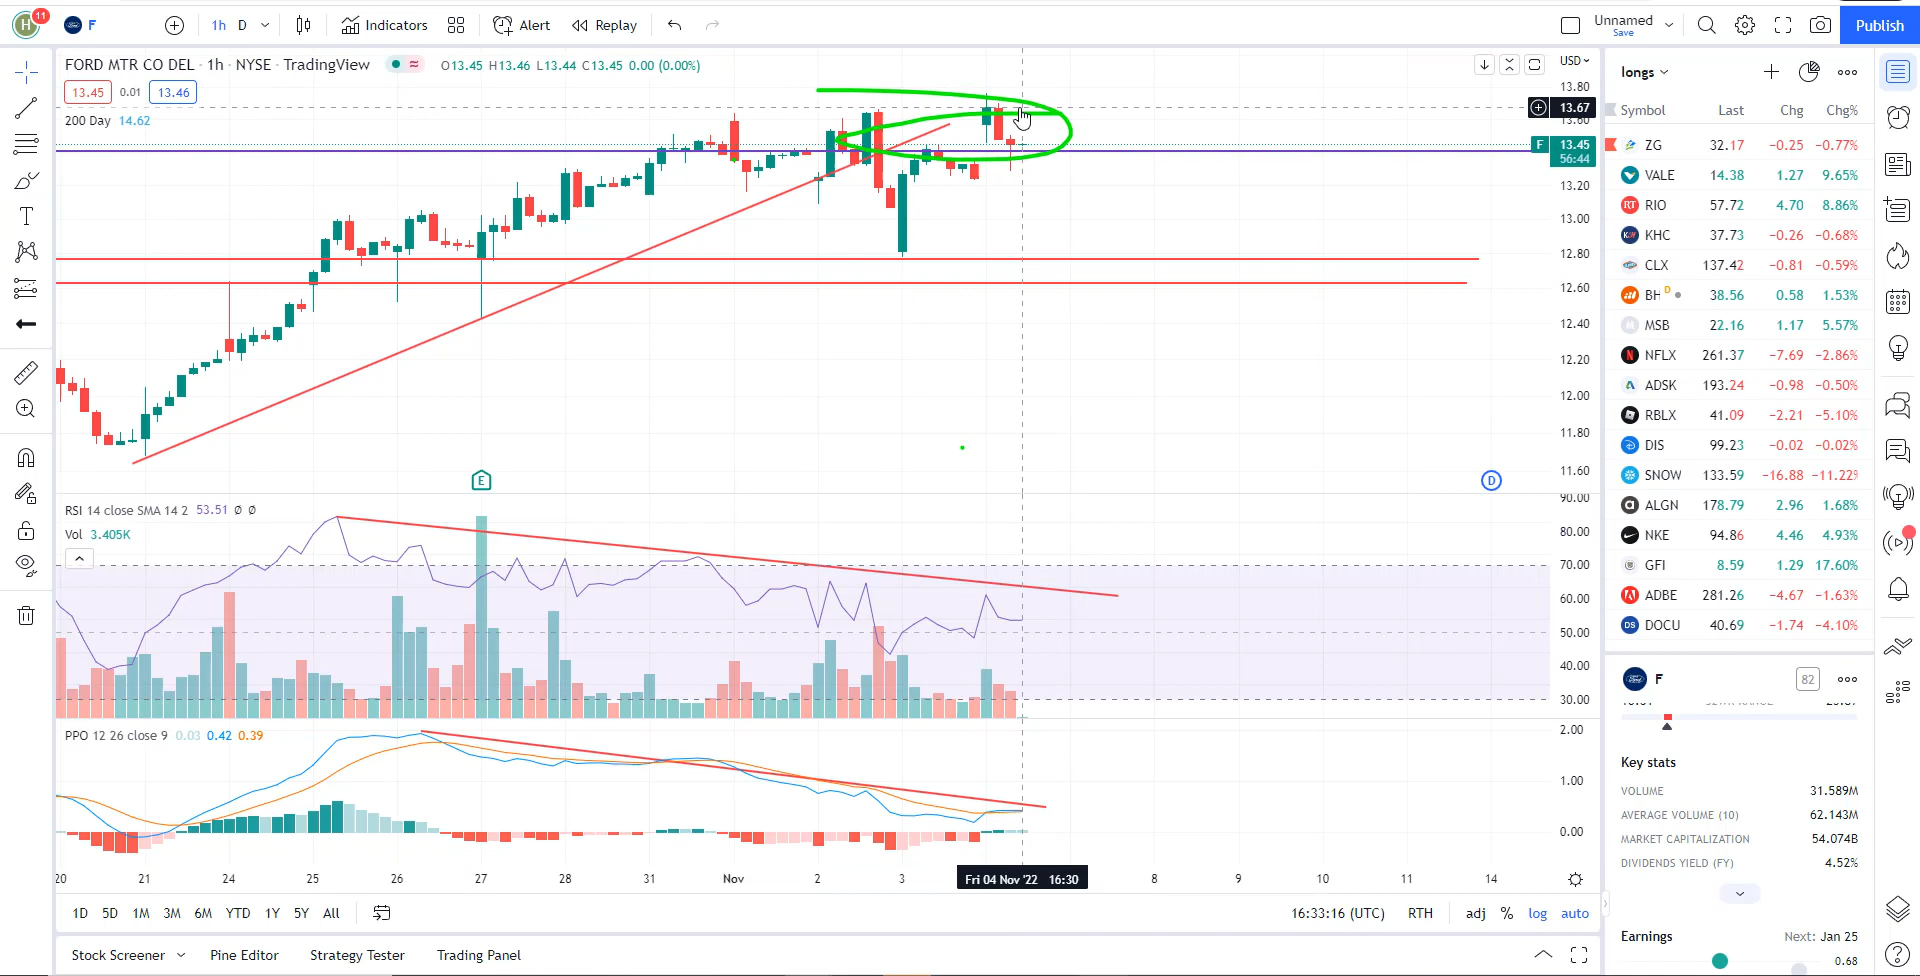 H 11 F 1h D Indicators Alert Replay Unnamed Save Publish
FORD MTR CO DEL · 1h · NYSE · TradingView O13.45 H13.46 L13.44 C13.45 0.00 (0.00%)
13.45 0.01 13.46
200 Day 14.62
USD
13.80
13.67
13.60
F 13.45
56:44
13.20
13.00
12.80
12.60
12.40
12.20
12.00
11.80
11.60
E D
RSI 14 close SMA 14 2 53.51 Ø Ø
Vol 3.405K
90.00
80.00
70.00
60.00
50.00
40.00
30.00
PPO 12 26 close 9 0.03 0.42 0.39
2.00
1.00
0.00
20 21 24 25 26 27 28 31 Nov 2 3 Fri 04 Nov '22 16:30 8 9 10 11 14
1D 5D 1M 3M 6M YTD 1Y 5Y All 16:33:16 (UTC) RTH adj % log auto
Stock Screener Pine Editor Strategy Tester Trading Panel
longs
Symbol Last Chg Chg%
ZG 32.17 −0.25 −0.77%
VALE 14.38 1.27 9.65%
RIO 57.72 4.70 8.86%
KHC 37.73 −0.26 −0.68%
CLX 137.42 −0.81 −0.59%
BH D 38.56 0.58 1.53%
MSB 22.16 1.17 5.57%
NFLX 261.37 −7.69 −2.86%
ADSK 193.24 −0.98 −0.50%
RBLX 41.09 −2.21 −5.10%
DIS 99.23 −0.02 −0.02%
SNOW 133.59 −16.88 −11.22%
ALGN 178.79 2.96 1.68%
NKE 94.86 4.46 4.93%
GFI 8.59 1.29 17.60%
ADBE 281.26 −4.67 −1.63%
DOCU 40.69 −1.74 −4.10%
F 82
Key stats
VOLUME 31.589M
AVERAGE VOLUME (10) 62.143M
MARKET CAPITALIZATION 54.074B
DIVIDENDS YIELD (FY) 4.52%
Earnings Next: Jan 25
0.68